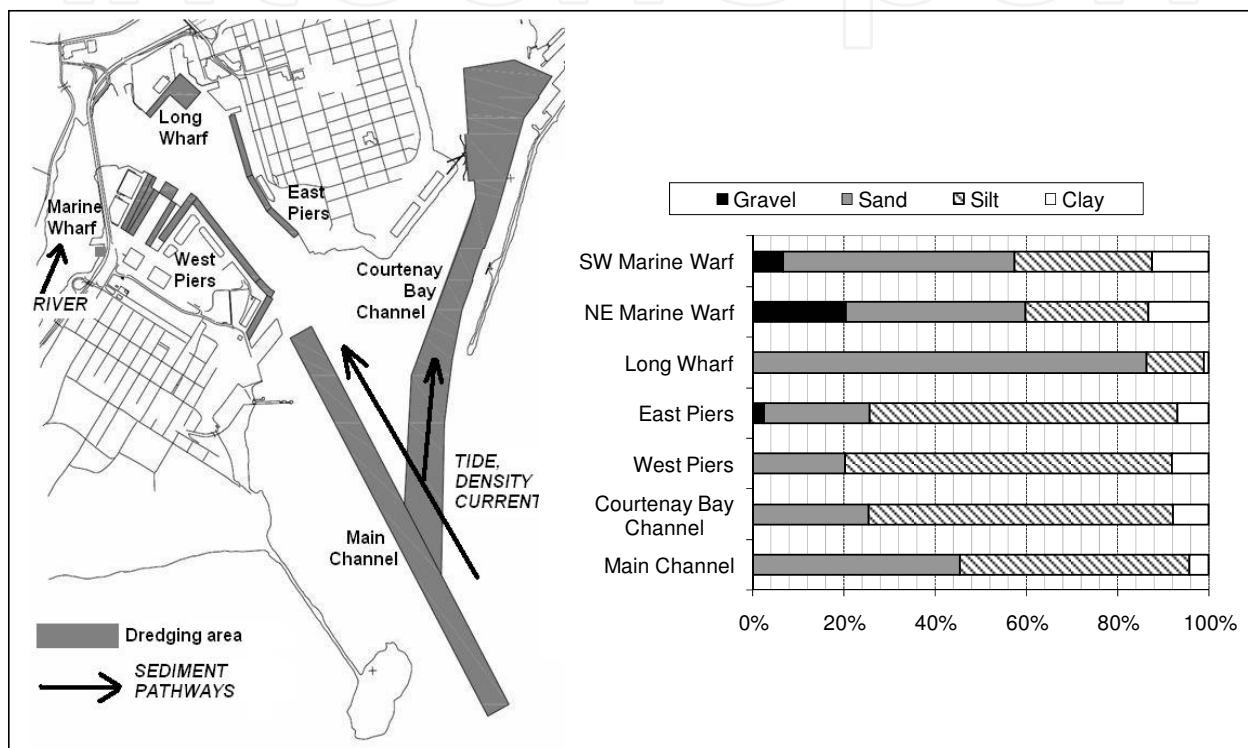 Long
Wharf
East
Piers
Marine
Wharf
West
Piers
RIVER
Courtenay
Bay
Channel
TIDE,
DENSITY
CURRENT
Main
Channel
Dredging area
SEDIMENT
PATHWAYS
Gravel Sand Silt Clay
SW Marine Warf
NE Marine Warf
Long Wharf
East Piers
West Piers
Courtenay Bay
Channel
Main Channel
0% 20% 40% 60% 80% 100%